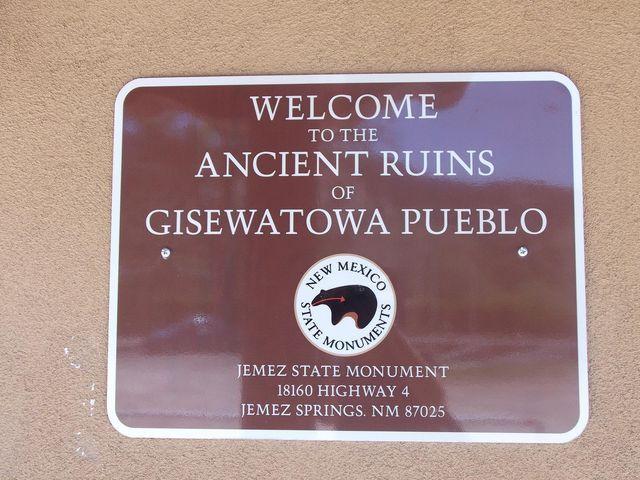 WELCOME
TO THE
ANCIENT RUINS
OF
GISEWATOWA PUEBLO
NEW MEXICO
STATE MONUMENTS
JEMEZ STATE MONUMENT
18160 HIGHWAY 4
JEMEZ SPRINGS. NM 87025